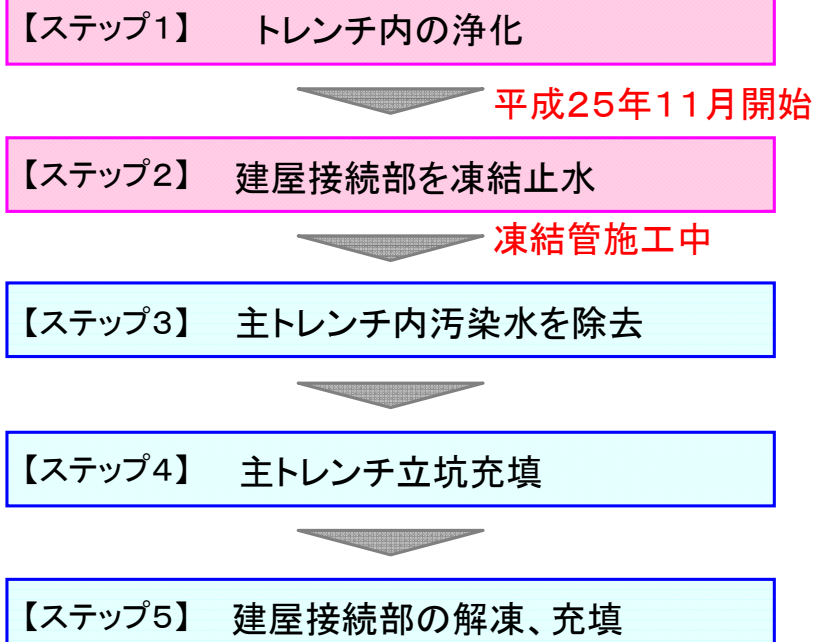 【ステップ1】 トレンチ内の浄化
平成25年11月開始
【ステップ2】 建屋接続部を凍結止水
凍結管施工中
【ステップ3】 主トレンチ内汚染水を除去
【ステップ4】 主トレンチ立坑充填
【ステップ5】 建屋接続部の解凍、充填